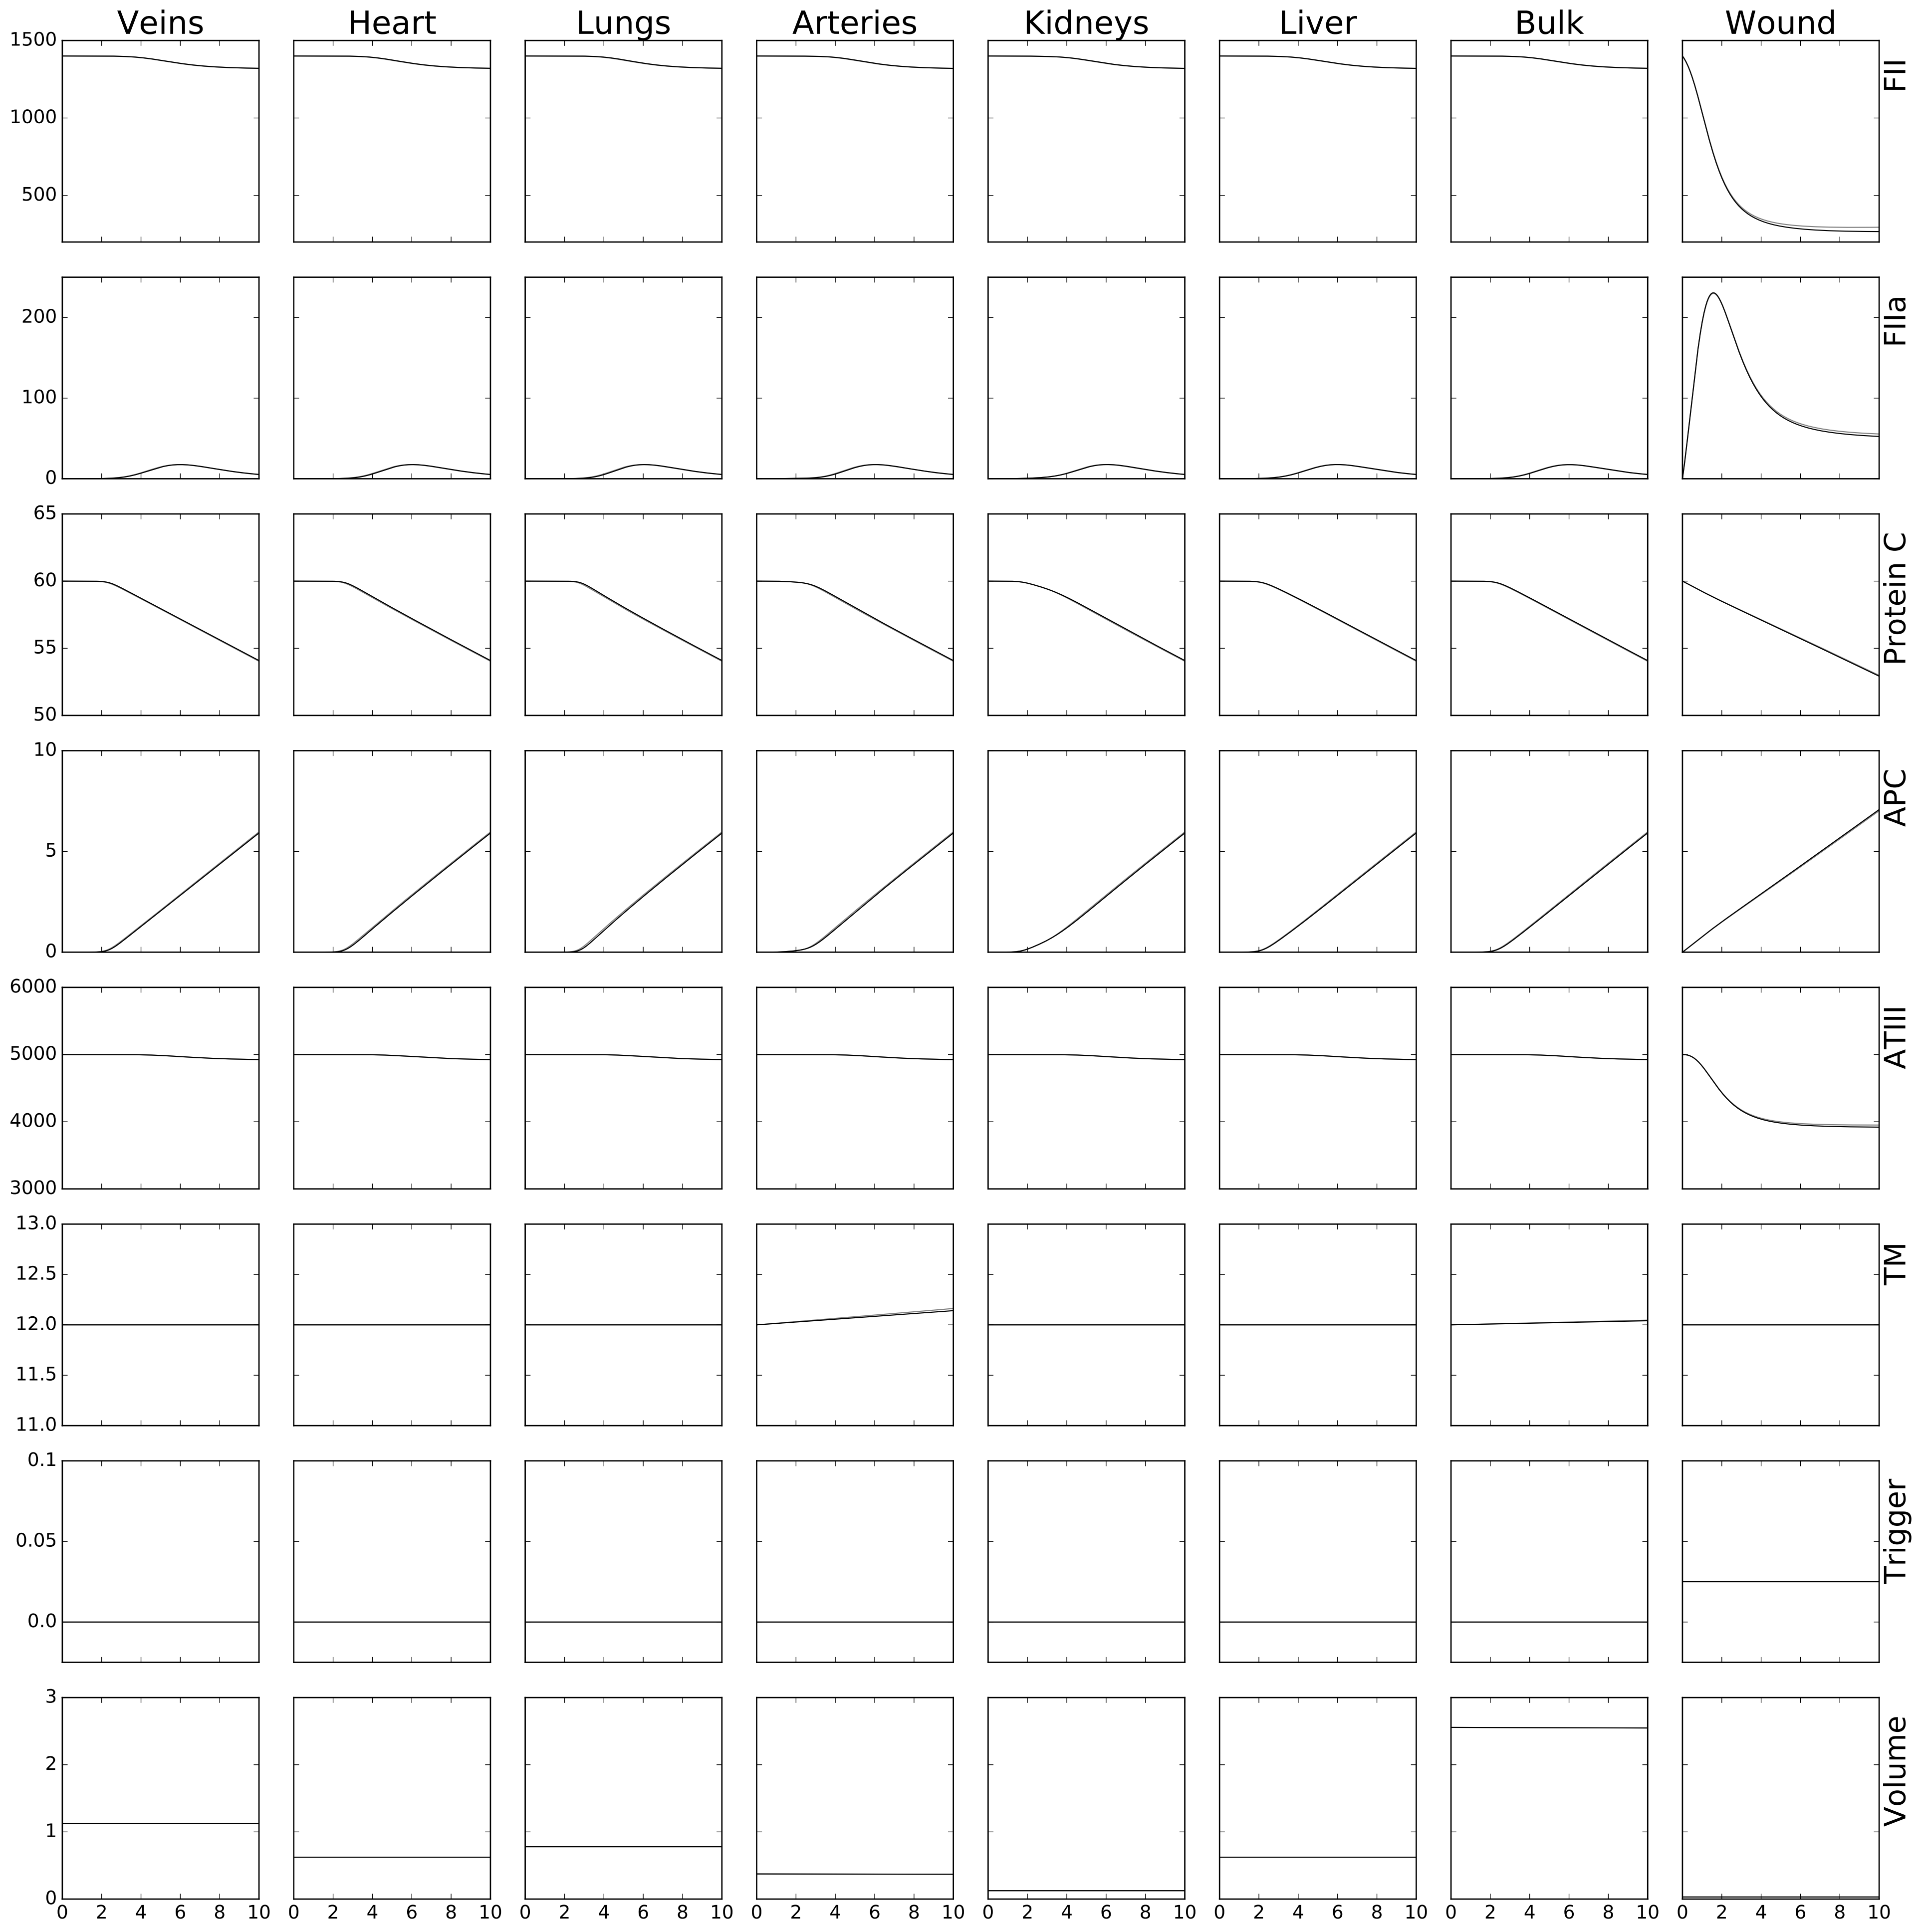 Veins Heart Lungs Arteries Kidneys Liver Bulk Wound
1500
1000
500
FII
200
100
0
FIIa
65
60
55
50
Protein C
10
5
0
APC
6000
5000
4000
3000
ATIII
13.0
12.5
12.0
11.5
11.0
TM
0.1
0.05
0.0
Trigger
3
2
1
0
Volume
0 2 4 6 8 10 0 2 4 6 8 10 0 2 4 6 8 10 0 2 4 6 8 10 0 2 4 6 8 10 0 2 4 6 8 10 0 2 4 6 8 10 0 2 4 6 8 10